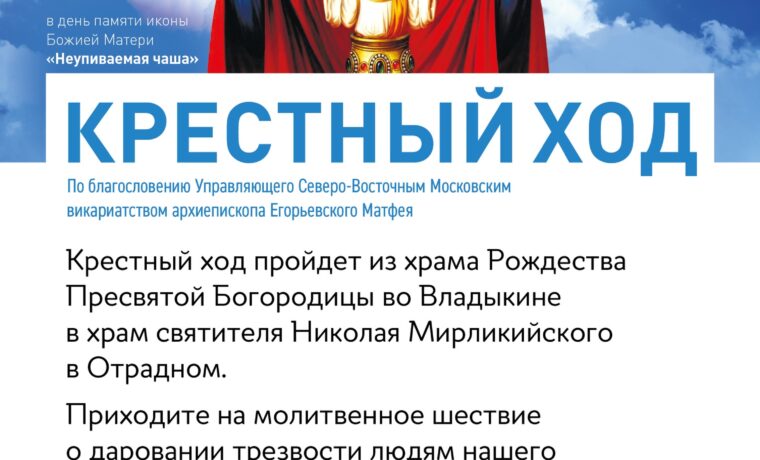 в день памяти иконы
Божией Матери
«Неупиваемая чаша»
КРЕСТНЫЙ ХОД
По благословению Управляющего Северо-Восточным Московским
викариатством архиепископа Егорьевского Матфея
Крестный ход пройдет из храма Рождества
Пресвятой Богородицы во Владыкине
в храм святителя Николая Мирликийского
в Отрадном.
Приходите на молитвенное шествие
о даровании трезвости людям нашего